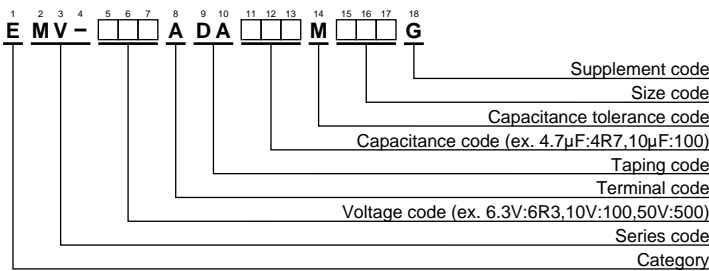 1 2 3 4 5 6 7 8 9 10 11 12 13 14 15 16 17 18
E M V – □□□ A D A □□□ M □□□ G
Supplement code
Size code
Capacitance tolerance code
Capacitance code (ex. 4.7µF:4R7,10µF:100)
Taping code
Terminal code
Voltage code (ex. 6.3V:6R3,10V:100,50V:500)
Series code
Category